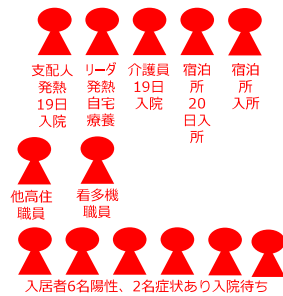 支配人 リーダ 介護員 宿泊 宿泊
発熱 発熱 19日 所 所
19日 自宅 入院 20 入所
入院 療養 日入
所
他高住 看多機
職員 職員
入居者6名陽性、2名症状あり入院待ち